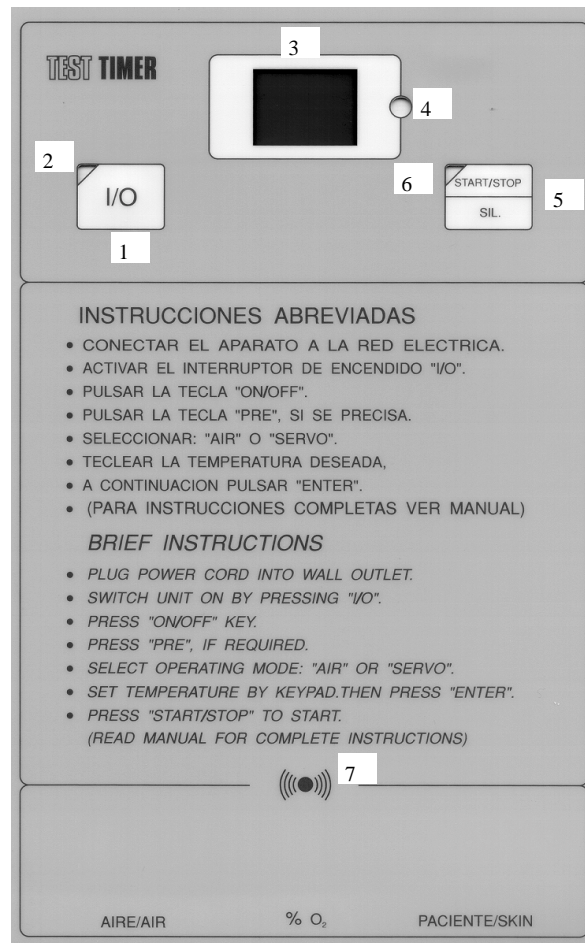 3
TEST TIMER
4
2
6
START/STOP
5
I/O
SIL.
1
INSTRUCCIONES ABREVIADAS
• CONECTAR EL APARATO A LA RED ELECTRICA.
• ACTIVAR EL INTERRUPTOR DE ENCENDIDO "I/O".
• PULSAR LA TECLA "ON/OFF".
• PULSAR LA TECLA "PRE", SI SE PRECISA.
• SELECCIONAR: "AIR" O "SERVO".
• TECLEAR LA TEMPERATURA DESEADA,
• A CONTINUACION PULSAR "ENTER".
• (PARA INSTRUCCIONES COMPLETAS VER MANUAL)
BRIEF INSTRUCTIONS
• PLUG POWER CORD INTO WALL OUTLET.
• SWITCH UNIT ON BY PRESSING "I/O".
• PRESS "ON/OFF" KEY.
• PRESS "PRE", IF REQUIRED.
• SELECT OPERATING MODE: "AIR" OR "SERVO".
• SET TEMPERATURE BY KEYPAD.THEN PRESS "ENTER".
• PRESS "START/STOP" TO START.
(READ MANUAL FOR COMPLETE INSTRUCTIONS)
7
AIRE/AIR
% O₂
PACIENTE/SKIN